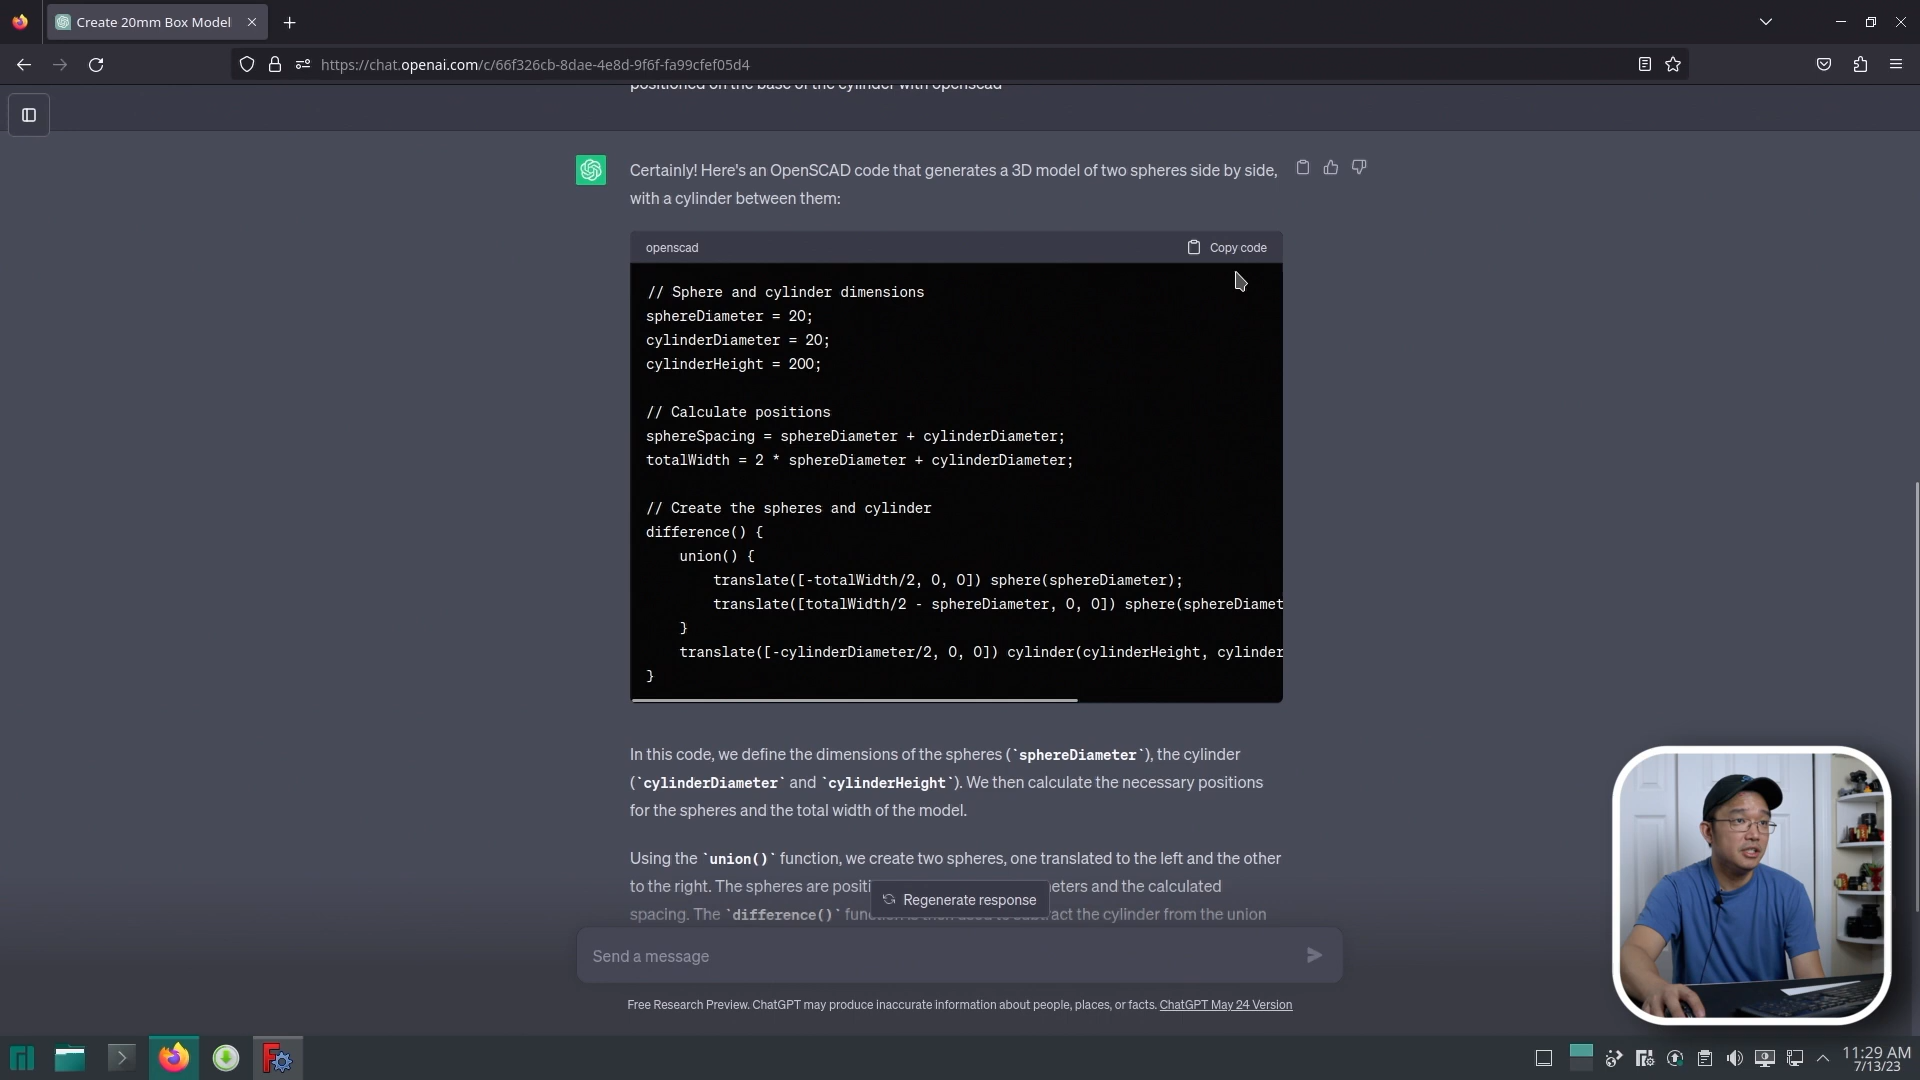 Create 20mm Box Model
https://chat.openai.com/c/66f326cb-8dae-4e8d-9f6f-fa99cfef05d4
positioned on the base of the cylinder with openscad
Certainly! Here's an OpenSCAD code that generates a 3D model of two spheres side by side,
with a cylinder between them:
openscad
Copy code
// Sphere and cylinder dimensions
sphereDiameter = 20;
cylinderDiameter = 20;
cylinderHeight = 200;
// Calculate positions
sphereSpacing = sphereDiameter + cylinderDiameter;
totalWidth = 2 * sphereDiameter + cylinderDiameter;
// Create the spheres and cylinder
difference() {
union() {
translate([-totalWidth/2, 0, 0]) sphere(sphereDiameter);
translate([totalWidth/2 - sphereDiameter, 0, 0]) sphere(sphereDiamet
}
translate([-cylinderDiameter/2, 0, 0]) cylinder(cylinderHeight, cylinder
}
In this code, we define the dimensions of the spheres (`sphereDiameter`), the cylinder
(`cylinderDiameter` and `cylinderHeight`). We then calculate the necessary positions
for the spheres and the total width of the model.
Using the `union()` function, we create two spheres, one translated to the left and the other
to the right. The spheres are positi eters and the calculated
Regenerate response
spacing. The `difference()` the cylinder from the union
Send a message
Free Research Preview. ChatGPT may produce inaccurate information about people, places, or facts. ChatGPT May 24 Version
11:29 AM
7/13/23